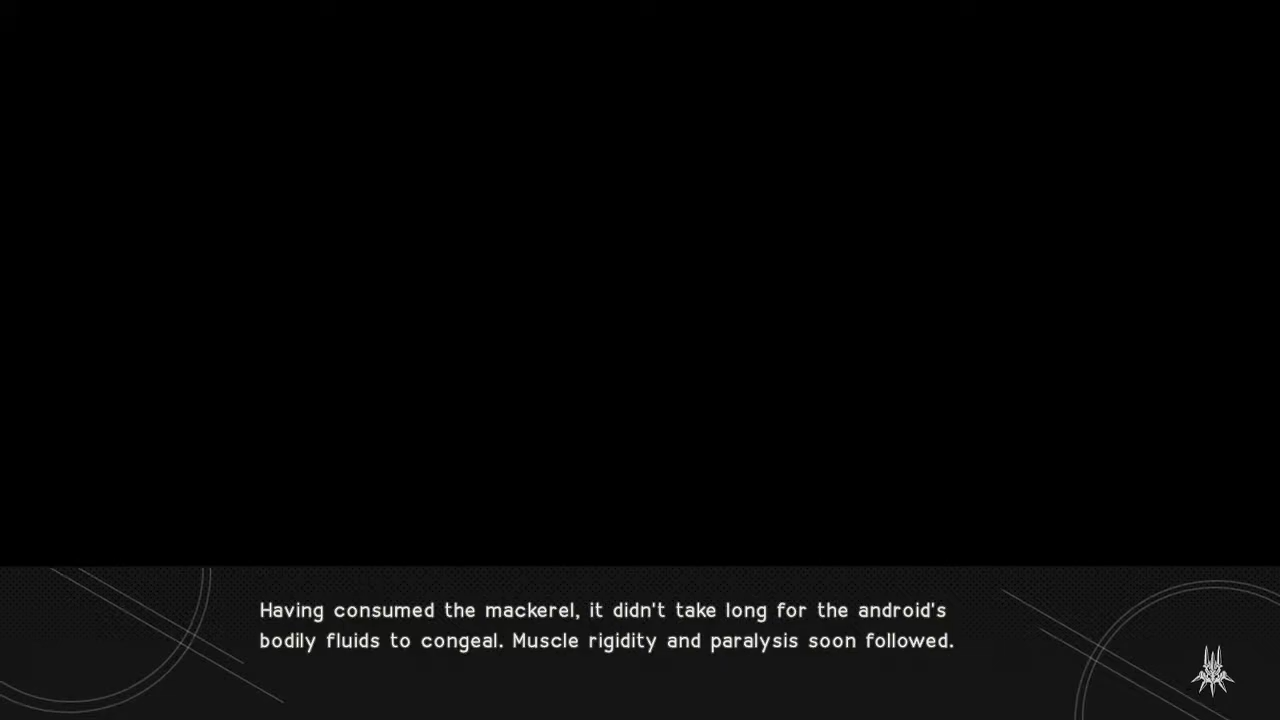 Having consumed the mackerel, it didn't take long for the android's
bodily fluids to congeal. Muscle rigidity and paralysis soon followed.